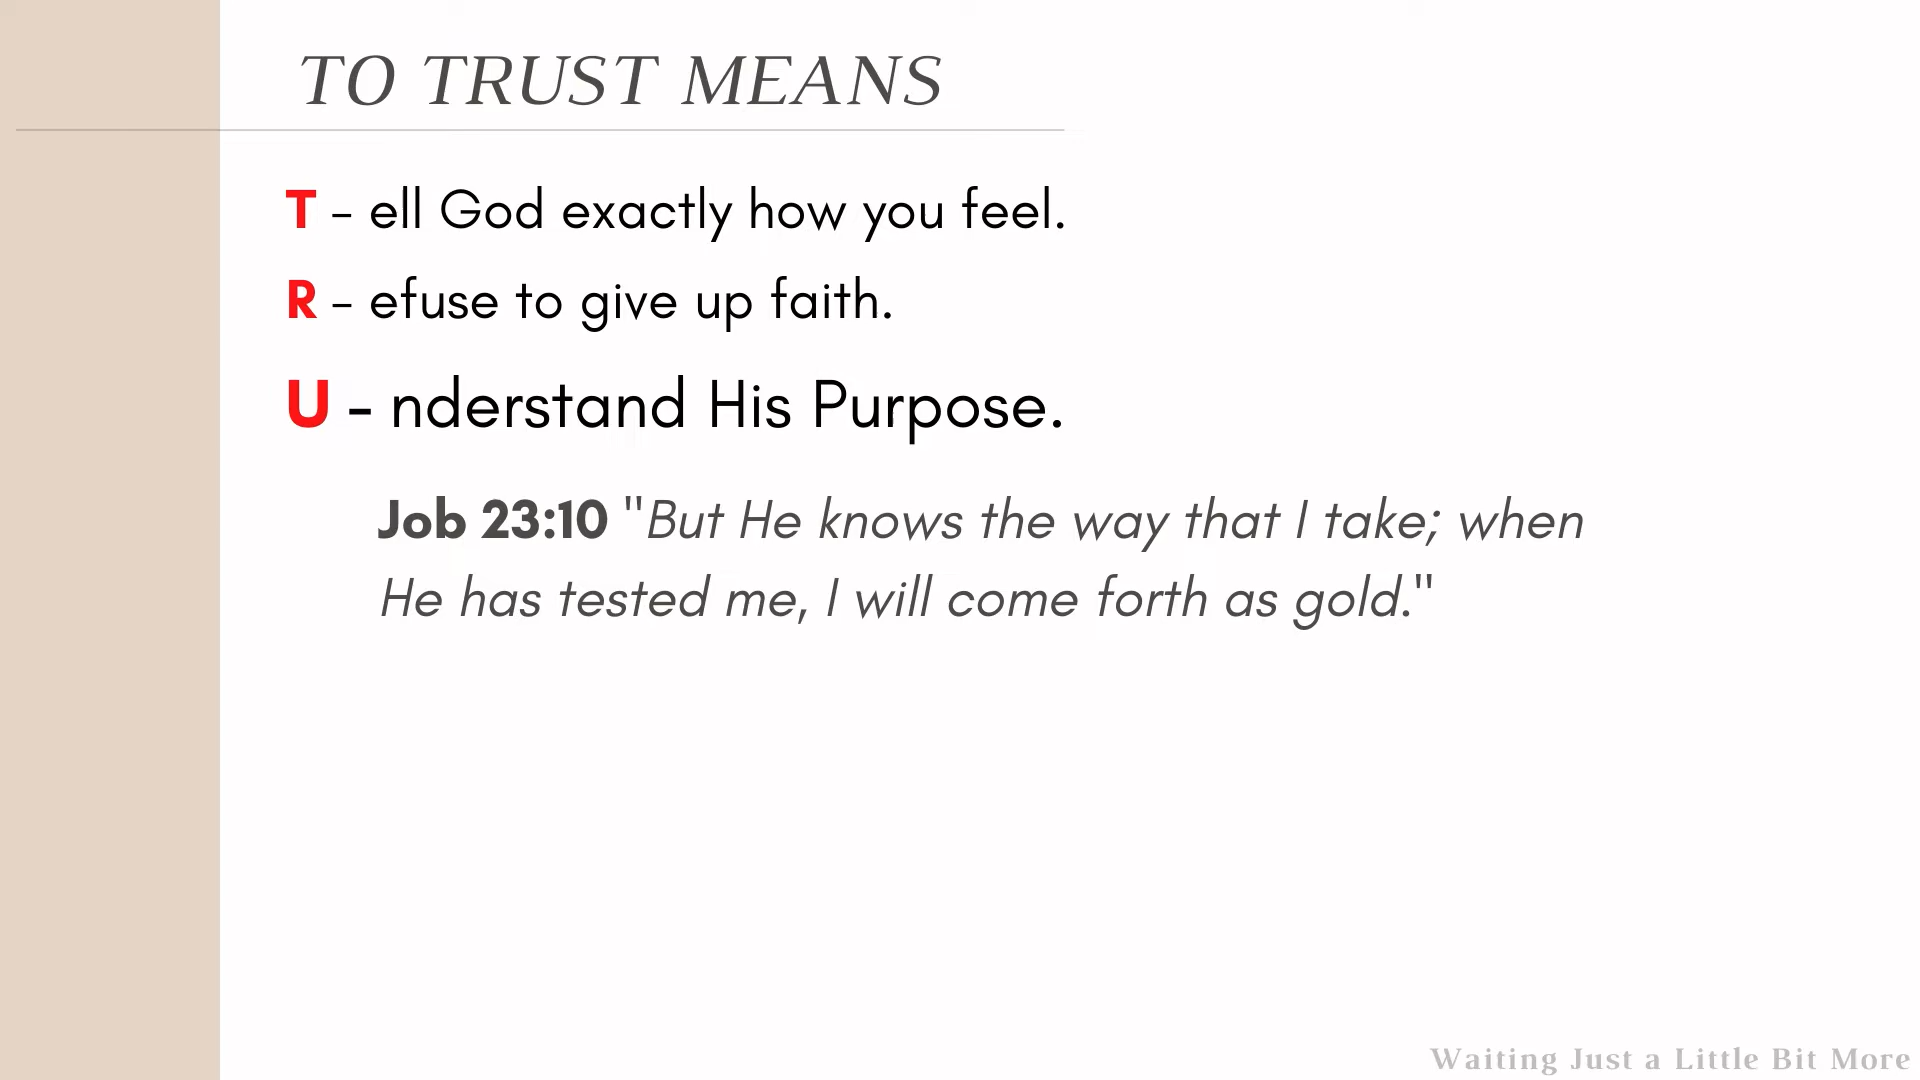 TO TRUST MEANS
T - ell God exactly how you feel.
R - efuse to give up faith.
U - nderstand His Purpose.
Job 23:10 "But He knows the way that I take; when
He has tested me, I will come forth as gold."
Waiting Just a Little Bit More